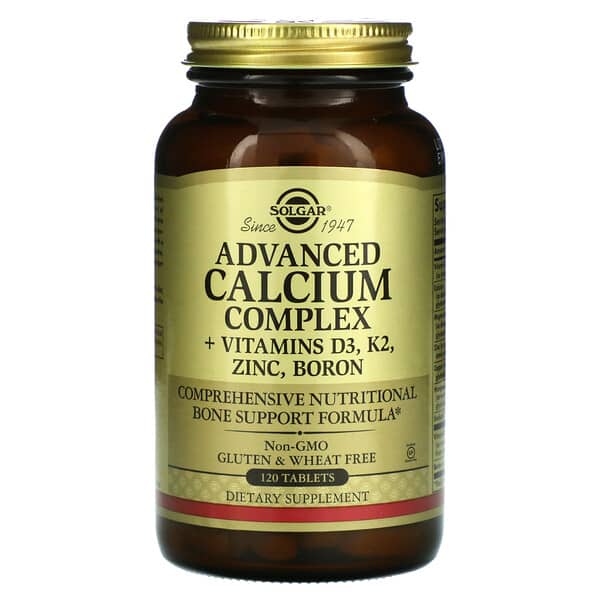 SOLGAR®
Since 1947
ADVANCED
CALCIUM
COMPLEX
+ VITAMINS D3, K2,
ZINC, BORON
COMPREHENSIVE NUTRITIONAL
BONE SUPPORT FORMULA*
Non-GMO
GLUTEN & WHEAT FREE
120 TABLETS
DIETARY SUPPLEMENT